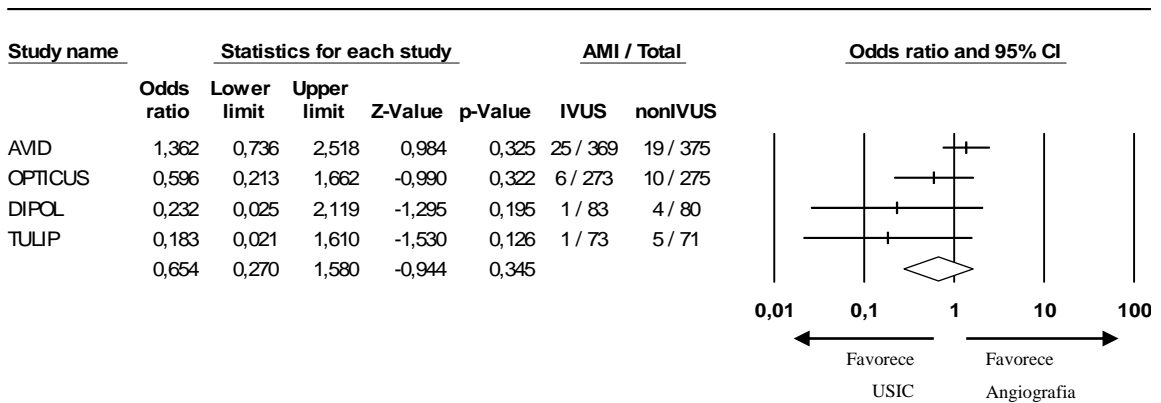 Study name Statistics for each study AMI / Total Odds ratio and 95% CI
Odds Lower Upper
ratio limit limit Z-Value p-Value IVUS nonIVUS
AVID 1,362 0,736 2,518 0,984 0,325 25 / 369 19 / 375
OPTICUS 0,596 0,213 1,662 -0,990 0,322 6 / 273 10 / 275
DIPOL 0,232 0,025 2,119 -1,295 0,195 1 / 83 4 / 80
TULIP 0,183 0,021 1,610 -1,530 0,126 1 / 73 5 / 71
0,654 0,270 1,580 -0,944 0,345
0,01 0,1 1 10 100
Favorece Favorece
USIC Angiografia